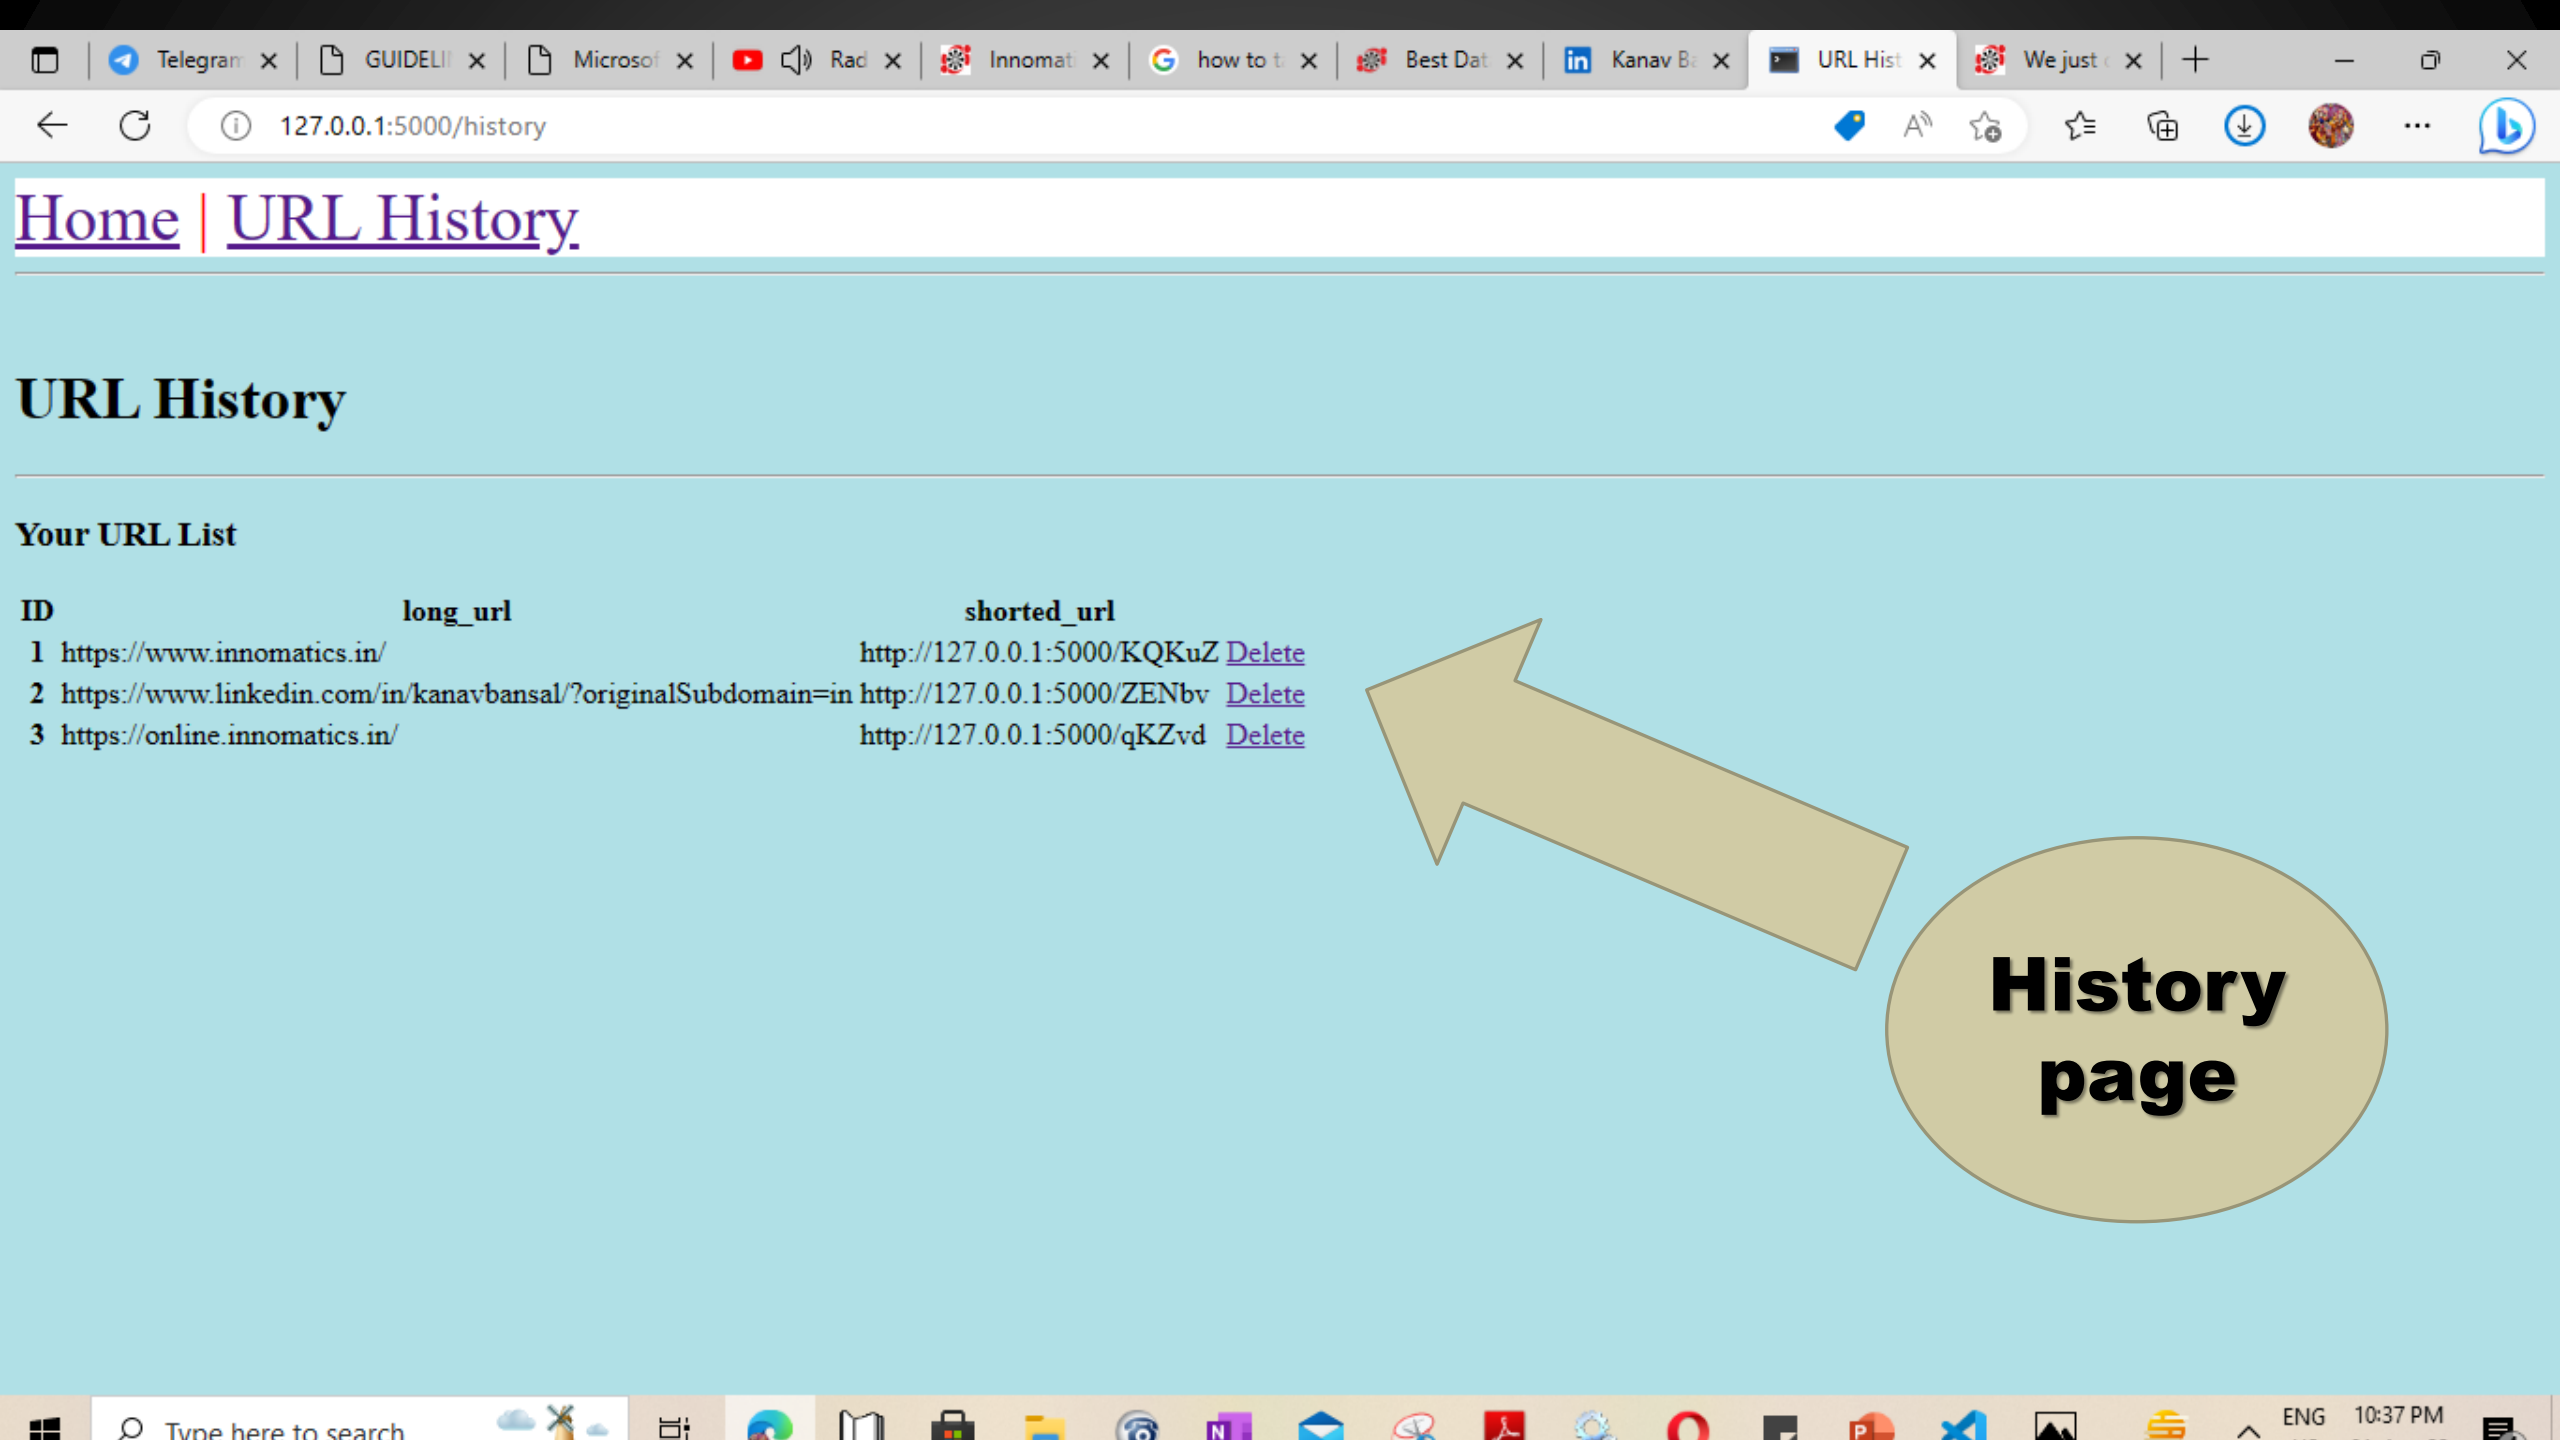 Telegram GUIDELI Microsof Rad Innomat how to t Best Dat Kanav B URL Hist We just
127.0.0.1:5000/history
Home | URL History
URL History
Your URL List
ID long_url shorted_url
1 https://www.innomatics.in/ http://127.0.0.1:5000/KQKuZ Delete
2 https://www.linkedin.com/in/kanavbansal/?originalSubdomain=in http://127.0.0.1:5000/ZENbv Delete
3 https://online.innomatics.in/ http://127.0.0.1:5000/qKZvd Delete
History
page
Type here to search ENG 10:37 PM